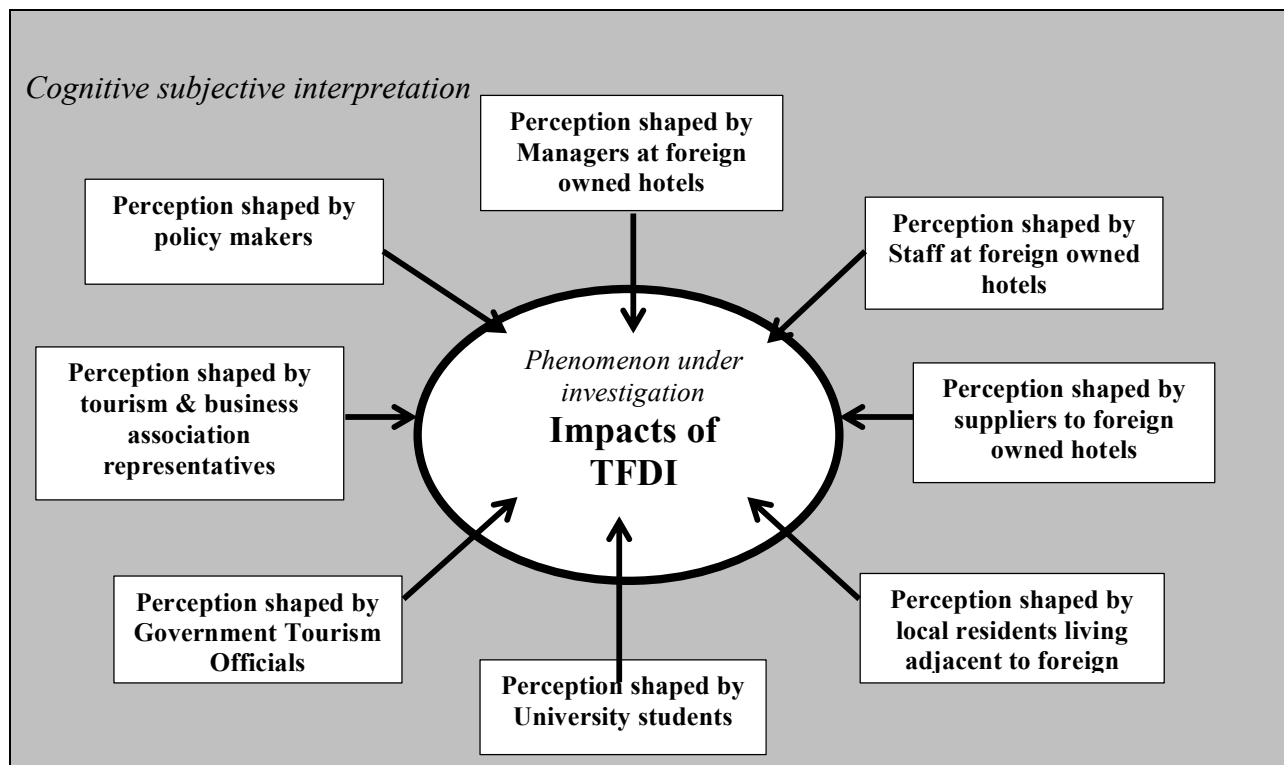 Cognitive subjective interpretation
Perception shaped by
Managers at foreign
owned hotels
Perception shaped by
policy makers
Perception shaped by
Staff at foreign owned
hotels
Phenomenon under
investigation
Impacts of
TFDI
Perception shaped by
tourism & business
association
representatives
Perception shaped by
suppliers to foreign
owned hotels
Perception shaped by
Government Tourism
Officials
Perception shaped by
University students
Perception shaped by
local residents living
adjacent to foreign